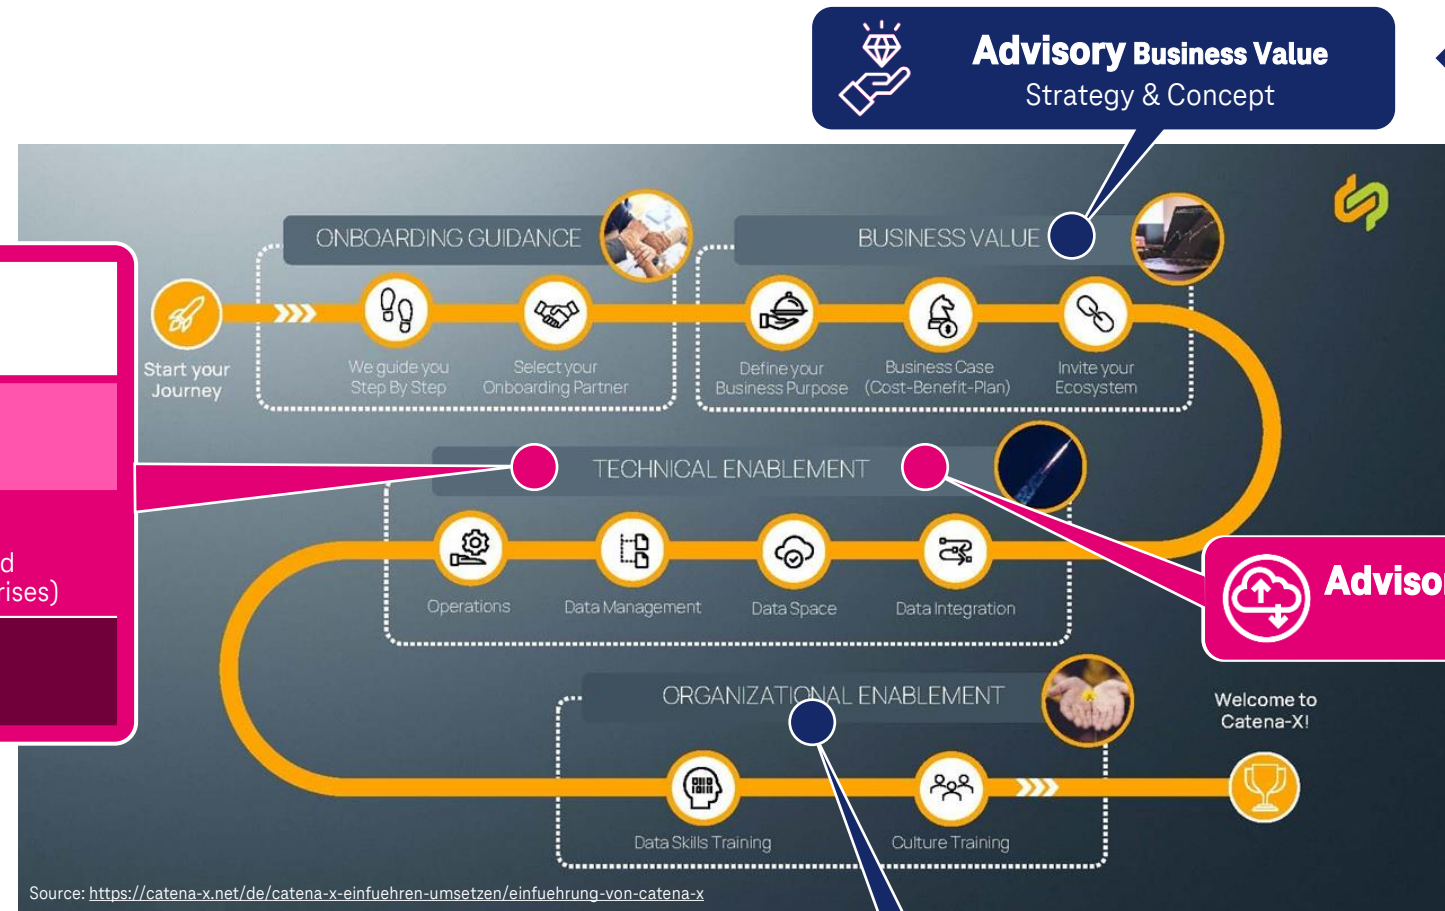 Advisory Business Value
Strategy & Concept
ONBOARDING GUIDANCE
BUSINESS VALUE
Start your
Journey
We guide you
Step By Step
Select your
Onboarding Partner
Define your
Business Purpose
Business Case
(Cost-Benefit-Plan)
Invite your
Ecosystem
TECHNICAL ENABLEMENT
d
rises)
Operations
Data Management
Data Space
Data Integration
Advisor
ORGANIZATIONAL ENABLEMENT
Welcome to
Catena-X!
Data Skills Training
Culture Training
Source: https://catena-x.net/de/catena-x-einfuehren-umsetzen/einfuehrung-von-catena-x